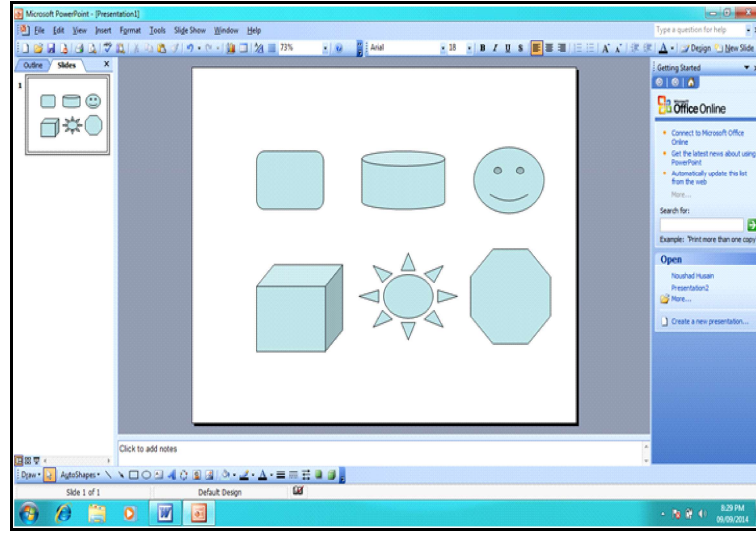 Microsoft PowerPoint - [Presentation1]
File Edit View Insert Format Tools Slide Show Window Help
Type a question for help
73% Arial 18 B I U S A A A Design New Slide
Outline Slides X
Getting Started
1
Microsoft Office Online
Connect to Microsoft Office Online
Get the latest news about using PowerPoint
Automatically update this list from the web
More...
Search for:
Example: "Print more than one copy
Open
Noushad Husain
Presentation2
More...
Create a new presentation...
Click to add notes
Draw AutoShapes A
Slide 1 of 1 Default Design
W
8:29 PM
09/09/2014